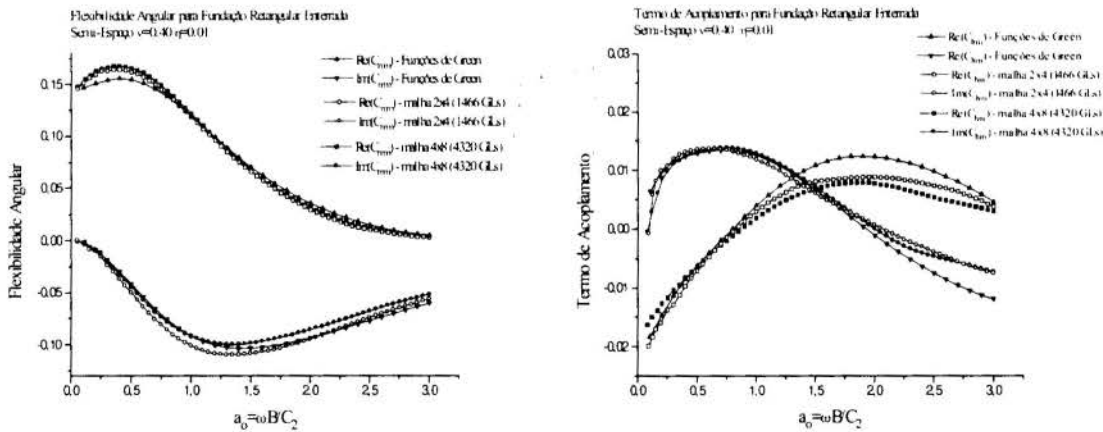 Flexibilidade Angular para Fundação Retangular Enterrada
Semi-Espaço ν=0.40 η=0.01
Re(Cmm) - Funções de Green
Im(Cmm) - Funções de Green
Re(Cmm) - malha 2x4 (1466 GLs)
Im(Cmm) - malha 2x4 (1466 GLs)
Re(Cmm) - malha 4x8 (4320 GLs)
Im(Cmm) - malha 4x8 (4320 GLs)
Flexibilidade Angular
0.15
0.10
0.05
0.00
-0.05
-0.10
0.0 0.5 1.0 1.5 2.0 2.5 3.0
a₀=ωB/C₂
Termo de Acoplamento para Fundação Retangular Enterrada
Semi-Espaço ν=0.40 η=0.01
Re(Chm) - Funções de Green
Im(Chm) - Funções de Green
Re(Chm) - malha 2x4 (1466 GLs)
Im(Chm) - malha 2x4 (1466 GLs)
Re(Chm) - malha 4x8 (4320 GLs)
Im(Chm) - malha 4x8 (4320 GLs)
Termo de Acoplamento
0.03
0.02
0.01
0.00
-0.01
-0.02
0.0 0.5 1.0 1.5 2.0 2.5 3.0
a₀=ωB/C₂